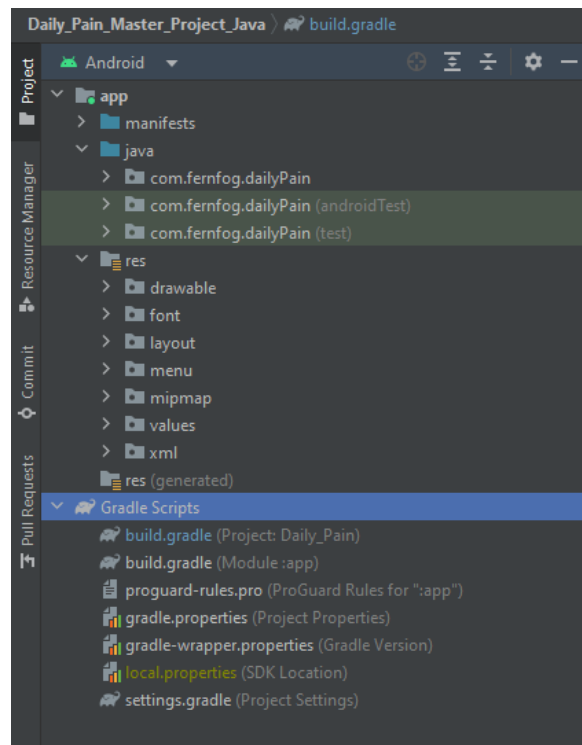 Daily_Pain_Master_Project_Java build.gradle
Android
Project
Resource Manager
Commit
Pull Requests
app
manifests
java
com.fernfog.dailyPain
com.fernfog.dailyPain (androidTest)
com.fernfog.dailyPain (test)
res
drawable
font
layout
menu
mipmap
values
xml
res (generated)
Gradle Scripts
build.gradle (Project: Daily_Pain)
build.gradle (Module :app)
proguard-rules.pro (ProGuard Rules for ":app")
gradle.properties (Project Properties)
gradle-wrapper.properties (Gradle Version)
local.properties (SDK Location)
settings.gradle (Project Settings)